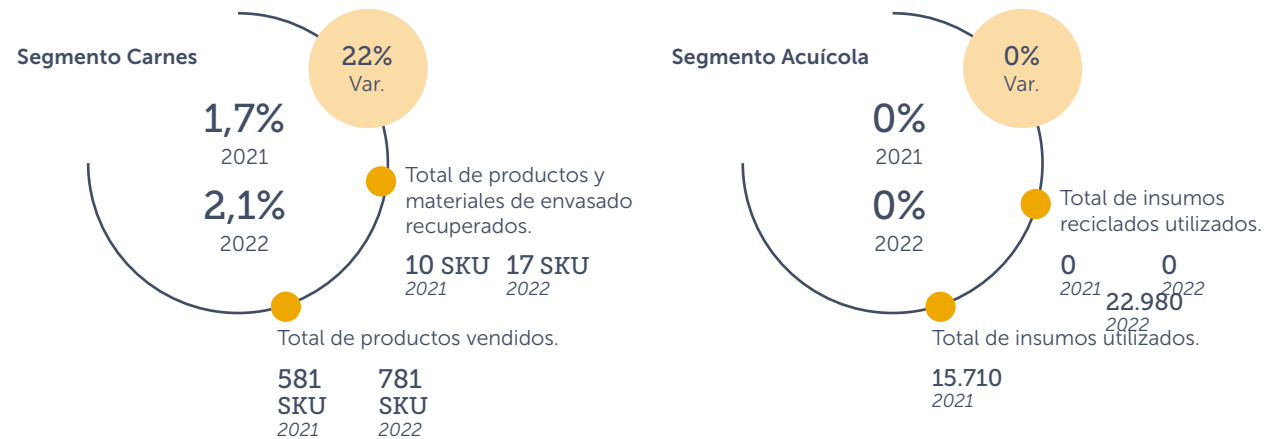 Segmento Carnes
22%
Var.
1,7%
2021
2,1%
2022
Total de productos y
materiales de envasado
recuperados.
10 SKU 17 SKU
2021 2022
Total de productos vendidos.
581 781
SKU SKU
2021 2022
Segmento Acuícola
0%
Var.
0%
2021
0%
2022
Total de insumos
reciclados utilizados.
0 0
2021 2022
22.980
2022
Total de insumos utilizados.
15.710
2021